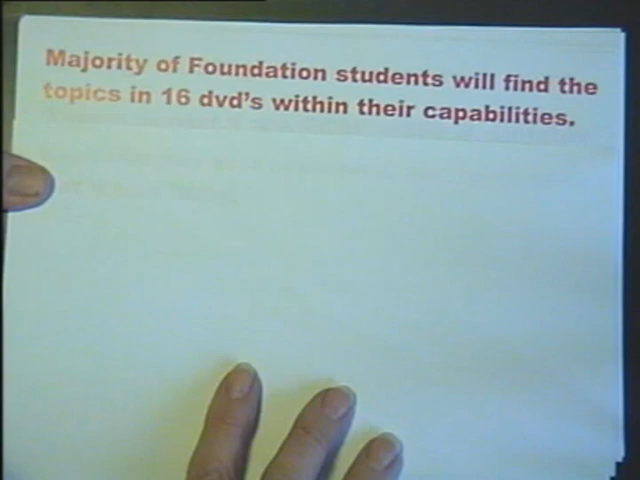 Majority of Foundation students will find the
topics in 16 dvd's within their capabilities.